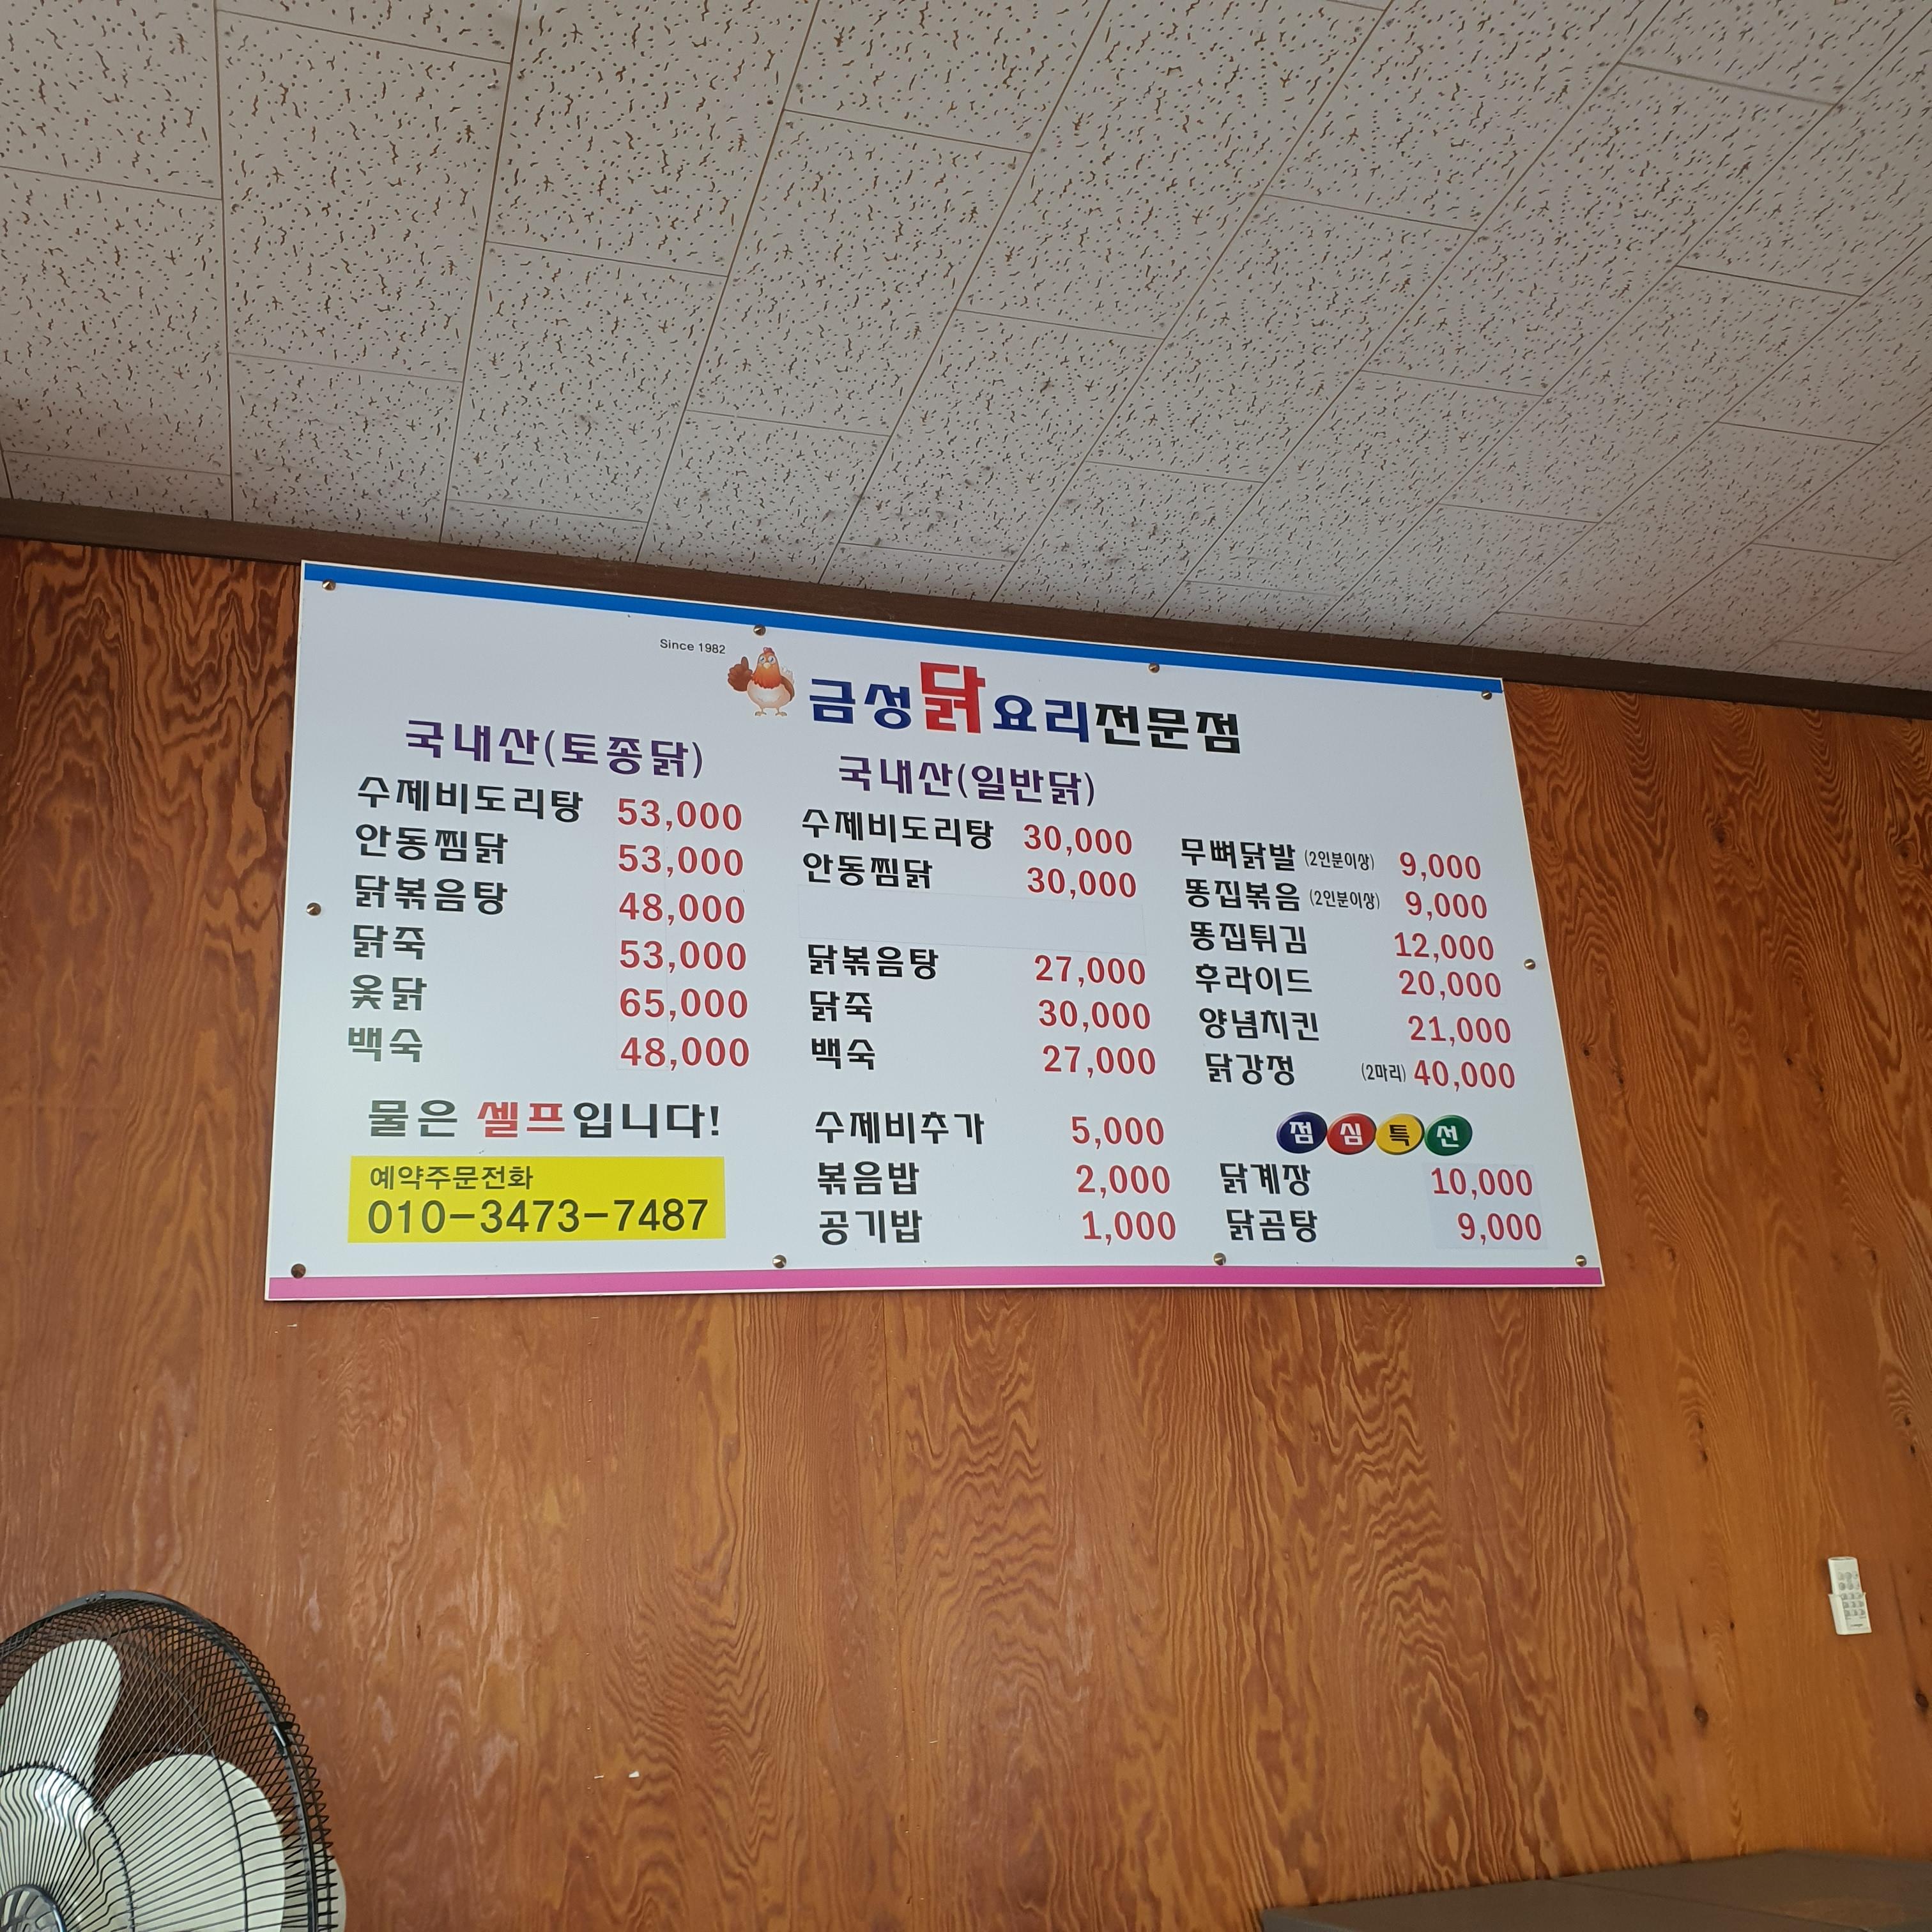 Since 1982
금성닭요리전문점
국내산(토종닭)
수제비도리탕 53,000
안동찜닭 53,000
닭볶음탕 48,000
닭죽 53,000
옻닭 65,000
백숙 48,000
물은 셀프입니다!
예약주문전화
010-3473-7487
국내산(일반닭)
수제비도리탕 30,000
안동찜닭 30,000
닭볶음탕 27,000
닭죽 30,000
백숙 27,000
수제비추가 5,000
볶음밥 2,000
공기밥 1,000
무뼈닭발 (2인분이상) 9,000
똥집볶음 (2인분이상) 9,000
똥집튀김 12,000
후라이드 20,000
양념치킨 21,000
닭강정 (2마리) 40,000
점심특선
닭계장 10,000
닭곰탕 9,000